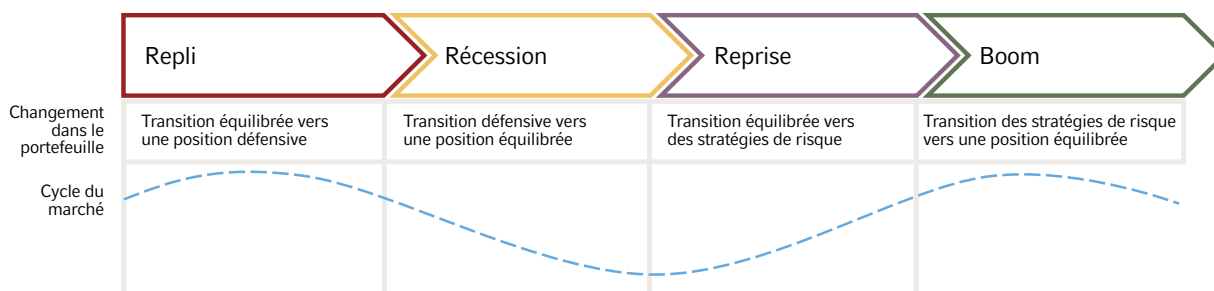 Repli
Récession
Reprise
Boom
Changement
dans le
portefeuille
Transition équilibrée vers
une position défensive
Transition défensive vers
une position équilibrée
Transition équilibrée vers
des stratégies de risque
Transition des stratégies de risque
vers une position équilibrée
Cycle du
marché